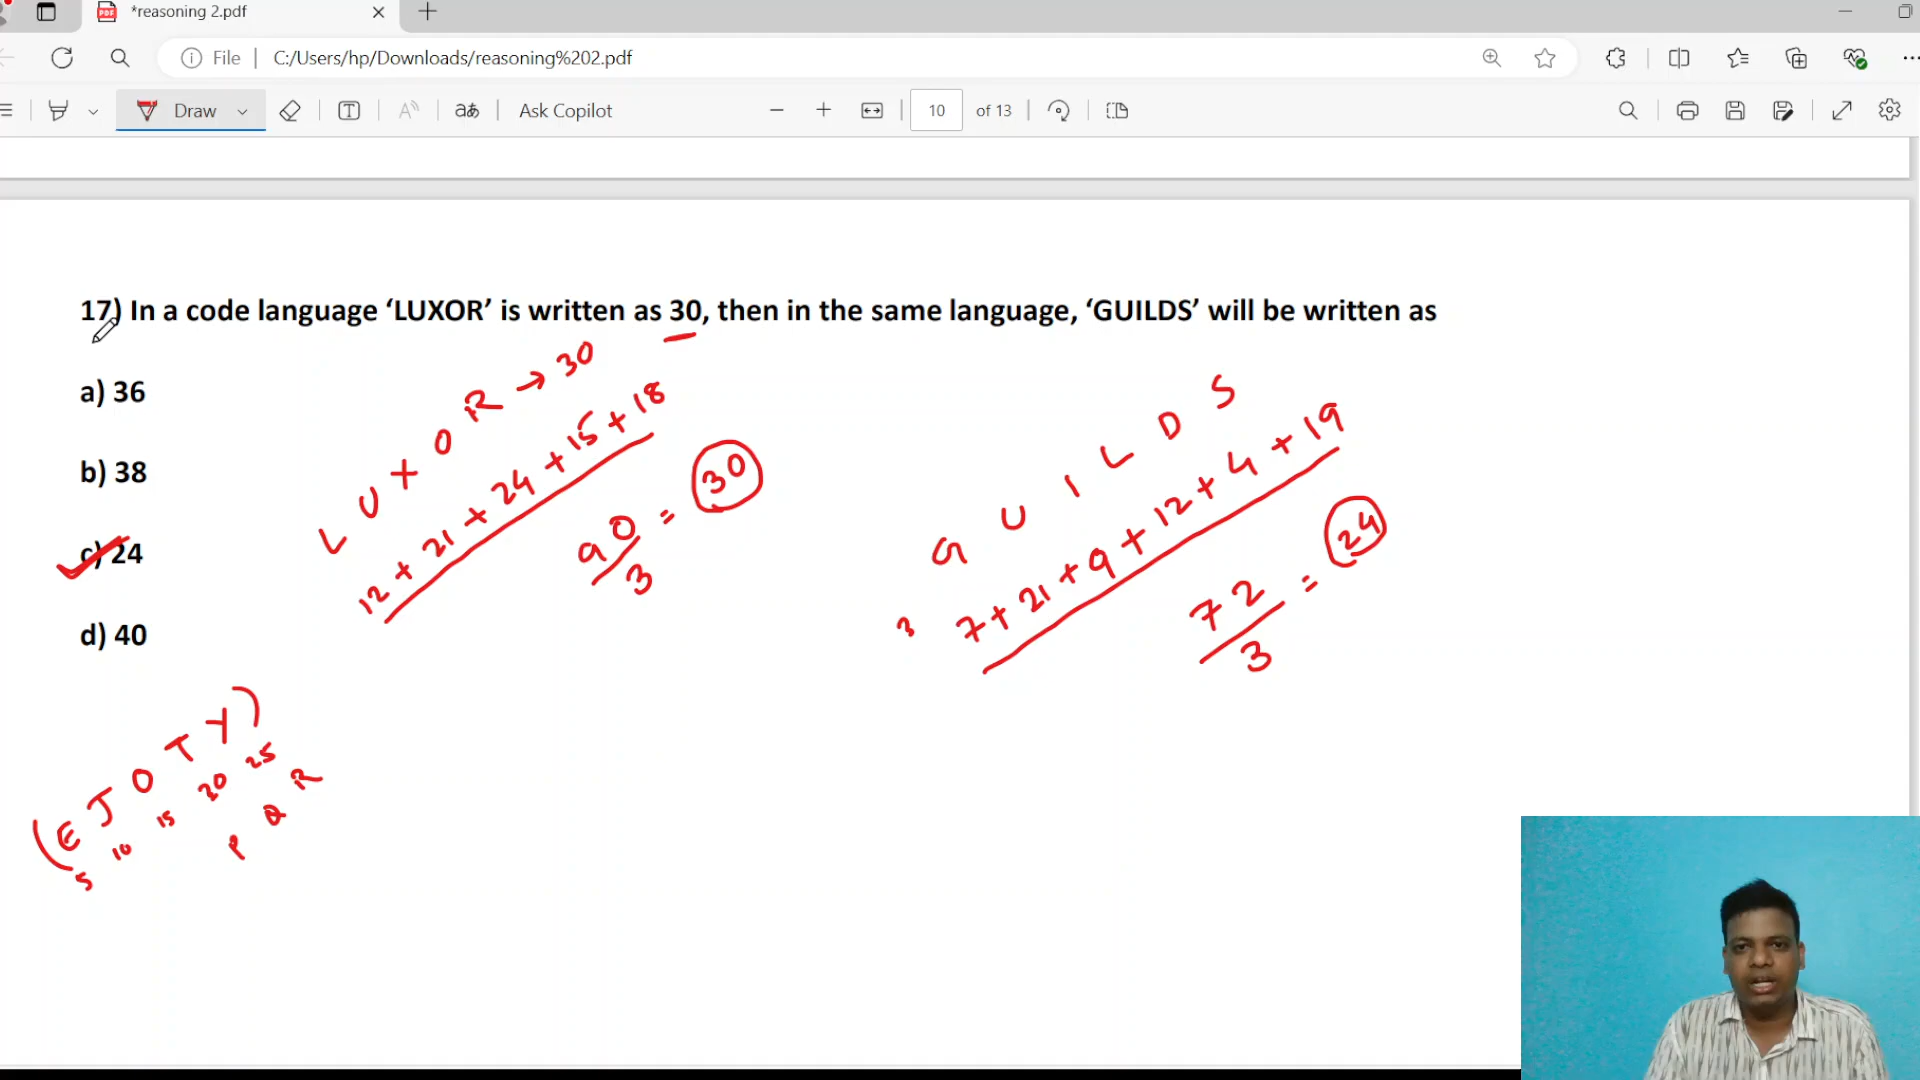 *reasoning 2.pdf
File | C:/Users/hp/Downloads/reasoning%202.pdf
Draw
Ask Copilot
10 of 13
17) In a code language ‘LUXOR’ is written as 30, then in the same language, ‘GUILDS’ will be written as
a) 36
b) 38
c) 24
d) 40
L U X O R → 30
12 + 21 + 24 + 15 + 18
90/3 = 30
G U I L D S
3
7 + 21 + 9 + 12 + 4 + 19
72/3 = 24
(E J O T Y)
5 10 15 20 25
P Q R